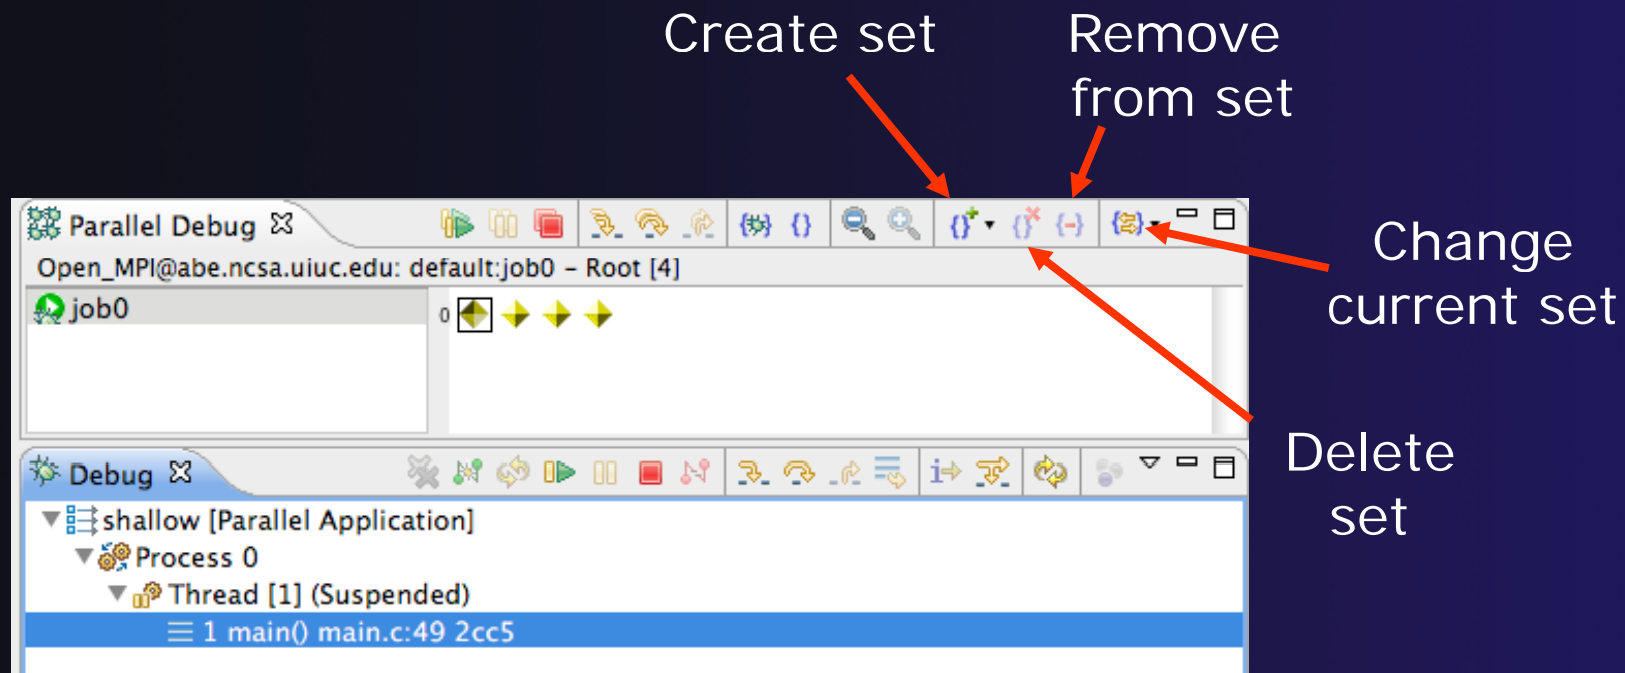 Create set
Remove
from set
Parallel Debug
Open_MPI@abe.ncsa.uiuc.edu: default:job0 – Root [4]
job0
0
Change
current set
Delete
set
Debug
shallow [Parallel Application]
Process 0
Thread [1] (Suspended)
1 main() main.c:49 2cc5